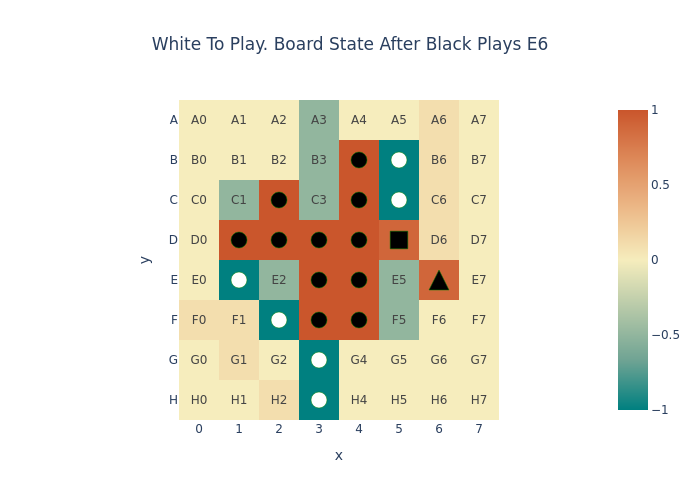 White To Play. Board State After Black Plays E6
A A0 A1 A2 A3 A4 A5 A6 A7
B B0 B1 B2 B3 B6 B7
C C0 C1 C3 C6 C7
D D0 D6 D7
E E0 E2 E5 E7
F F0 F1 F5 F6 F7
G G0 G1 G2 G4 G5 G6 G7
H H0 H1 H2 H4 H5 H6 H7
0 1 2 3 4 5 6 7
x
y
1
0.5
0
−0.5
−1